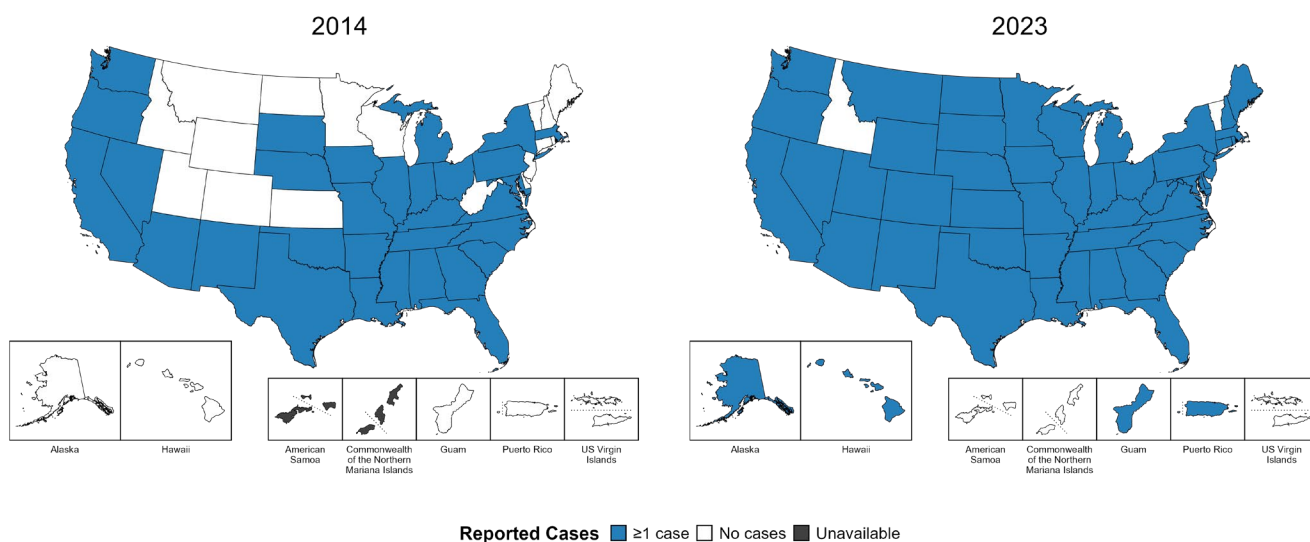 2014
2023
Alaska
Hawaii
American
Samoa
Commonwealth
of the Northern
Mariana Islands
Guam
Puerto Rico
US Virgin
Islands
Alaska
Hawaii
American
Samoa
Commonwealth
of the Northern
Mariana Islands
Guam
Puerto Rico
US Virgin
Islands
Reported Cases ≥1 case No cases Unavailable